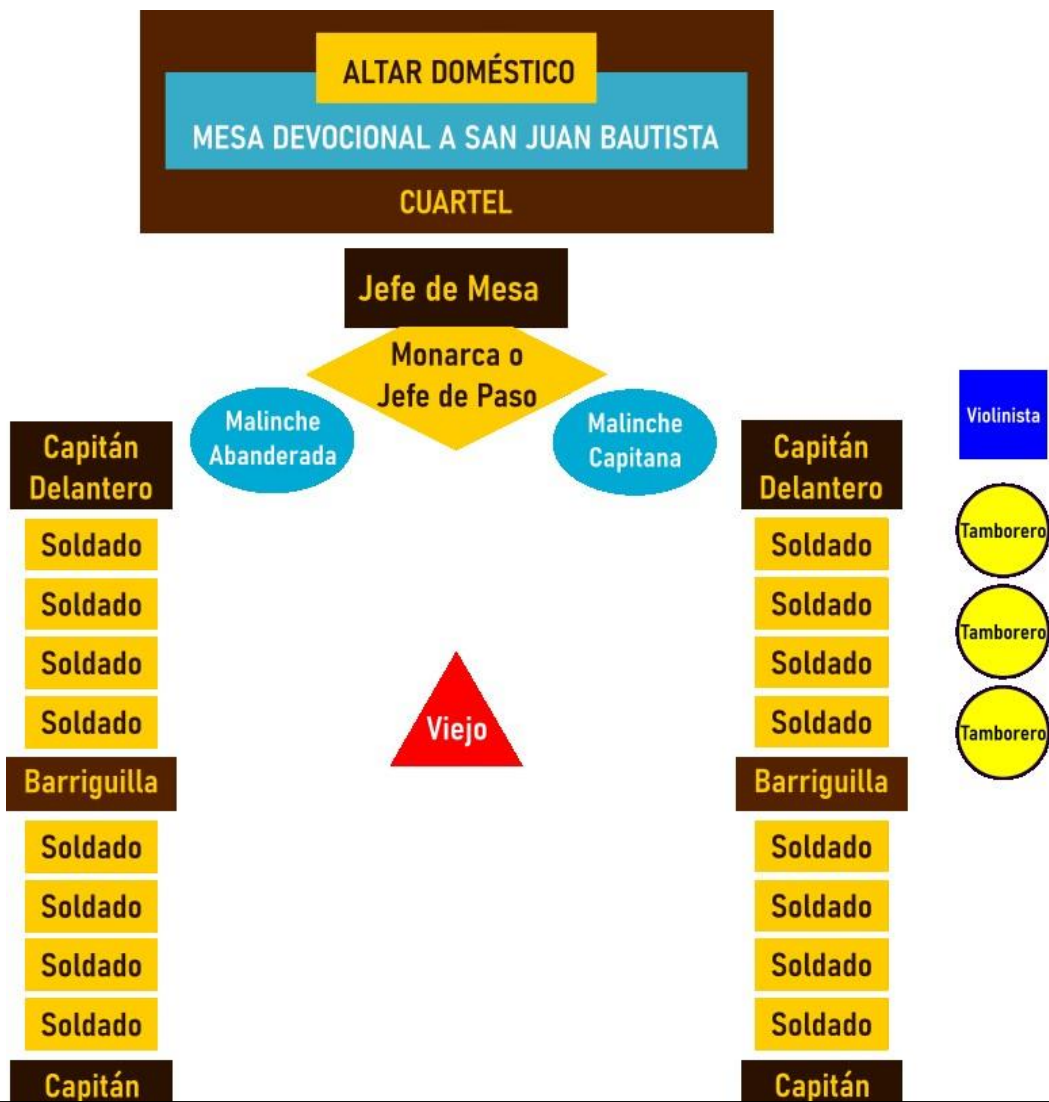 ALTAR DOMÉSTICO
MESA DEVOCIONAL A SAN JUAN BAUTISTA
CUARTEL
Jefe de Mesa
Monarca o
Jefe de Paso
Malinche
Abanderada
Malinche
Capitana
Capitán
Delantero
Soldado
Soldado
Soldado
Soldado
Barriguilla
Soldado
Soldado
Soldado
Soldado
Capitán
Viejo
Capitán
Delantero
Soldado
Soldado
Soldado
Soldado
Barriguilla
Soldado
Soldado
Soldado
Soldado
Capitán
Violinista
Tamborero
Tamborero
Tamborero